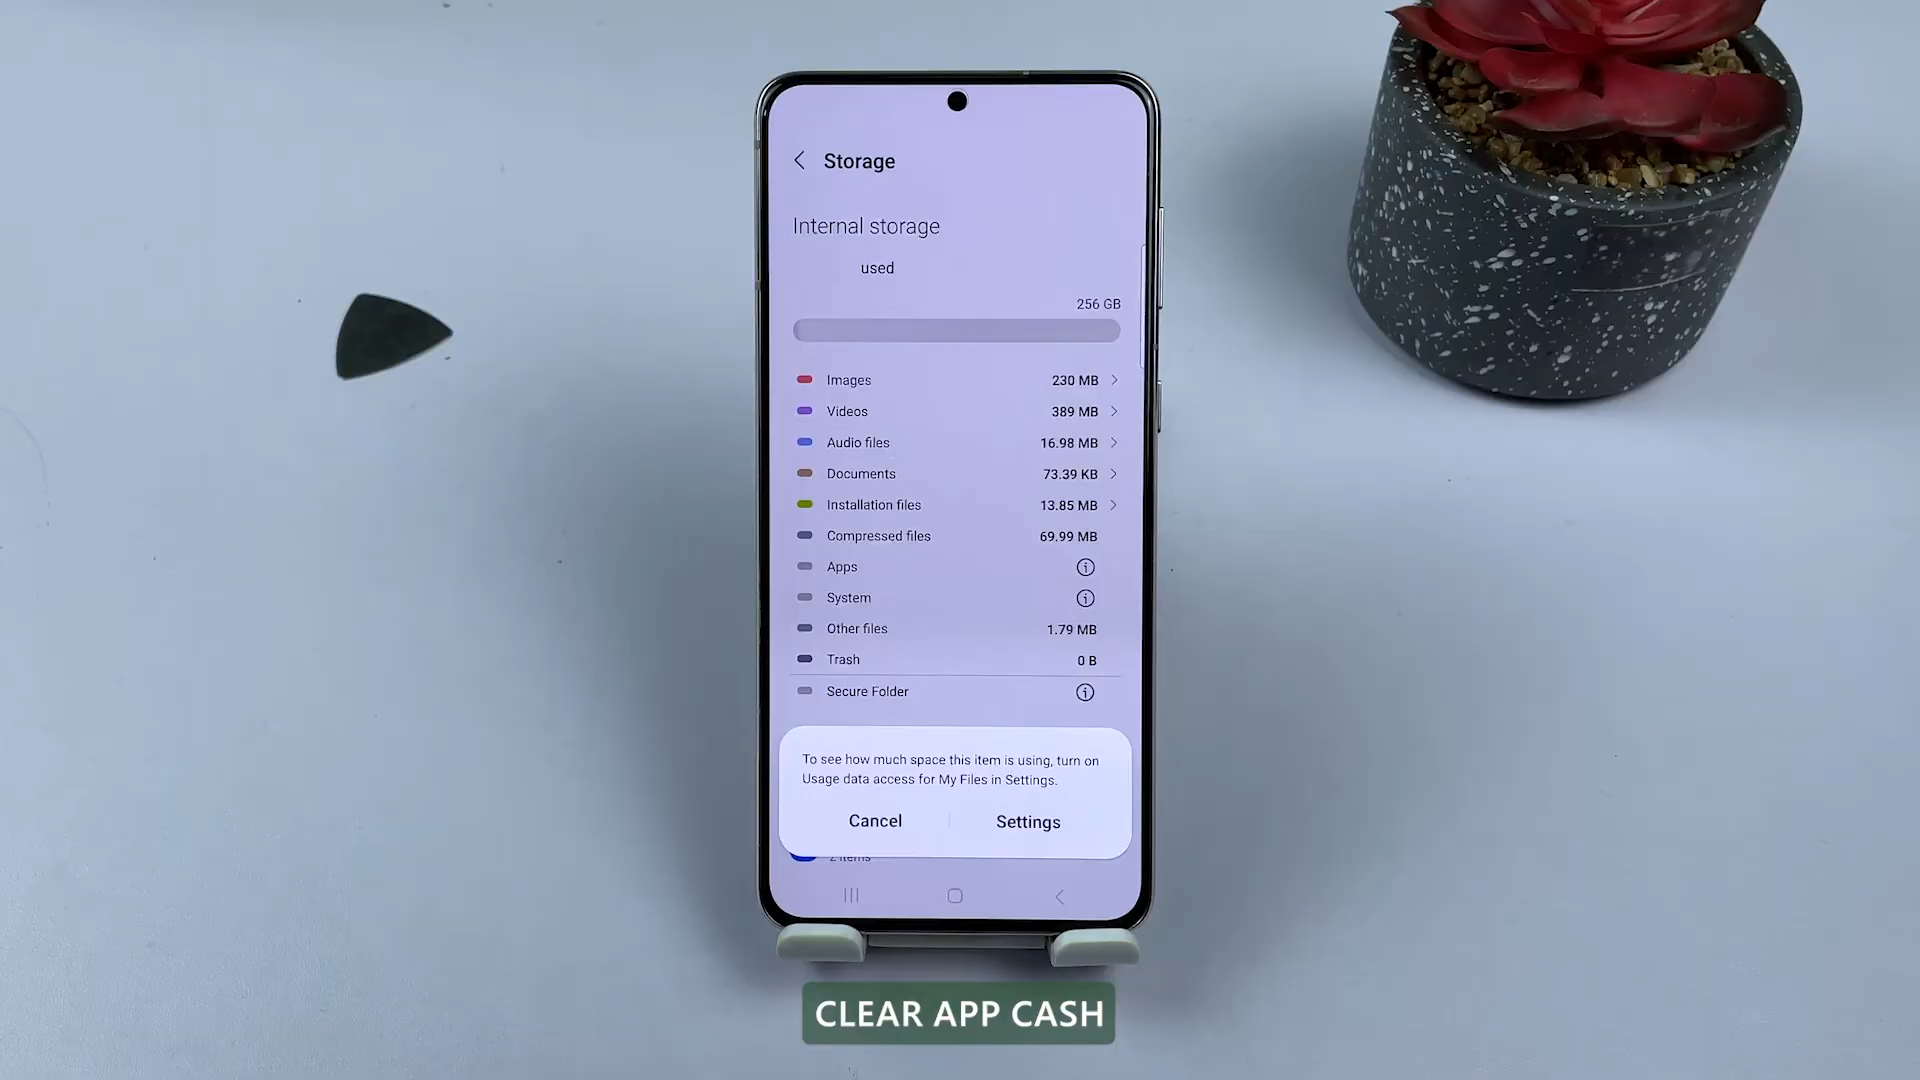 Storage
Internal storage
used
256 GB
Images 230 MB
Videos 389 MB
Audio files 16.98 MB
Documents 73.39 KB
Installation files 13.85 MB
Compressed files 69.99 MB
Apps
System
Other files 1.79 MB
Trash 0 B
Secure Folder
To see how much space this item is using, turn on
Usage data access for My Files in Settings.
Cancel Settings
2 items
CLEAR APP CASH